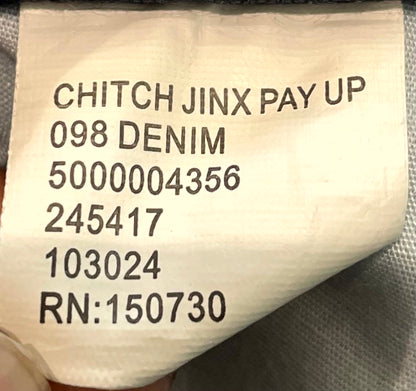 CHITCH JINX PAY UP
098 DENIM
5000004356
245417
103024
RN:150730